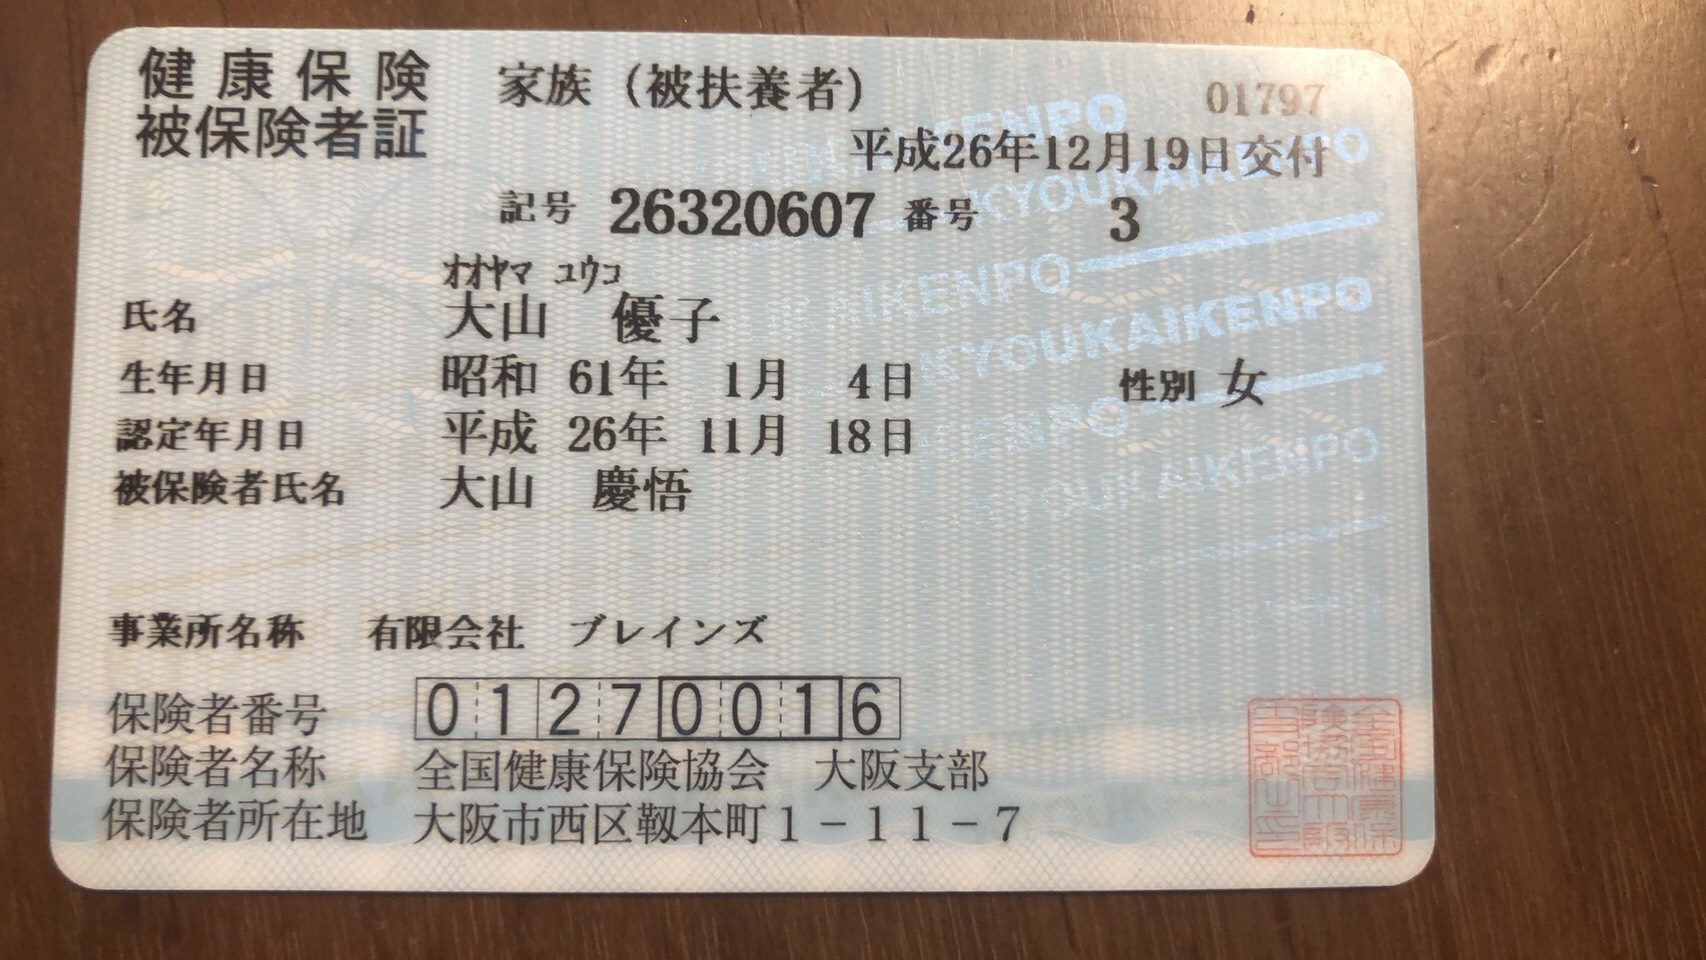 健康保険 家族（被扶養者） 01797
被保険者証 平成26年12月19日交付
記号 26320607 番号 3
ｵｵﾔﾏ ﾕｳｺ
氏名 大山 優子
生年月日 昭和 61年 1月 4日 性別 女
認定年月日 平成 26年 11月 18日
被保険者氏名 大山 慶悟
事業所名称 有限会社 ブレインズ
保険者番号 01270016
保険者名称 全国健康保険協会 大阪支部
保険者所在地 大阪市西区靱本町1－11－7
KYOUKAIKENPO